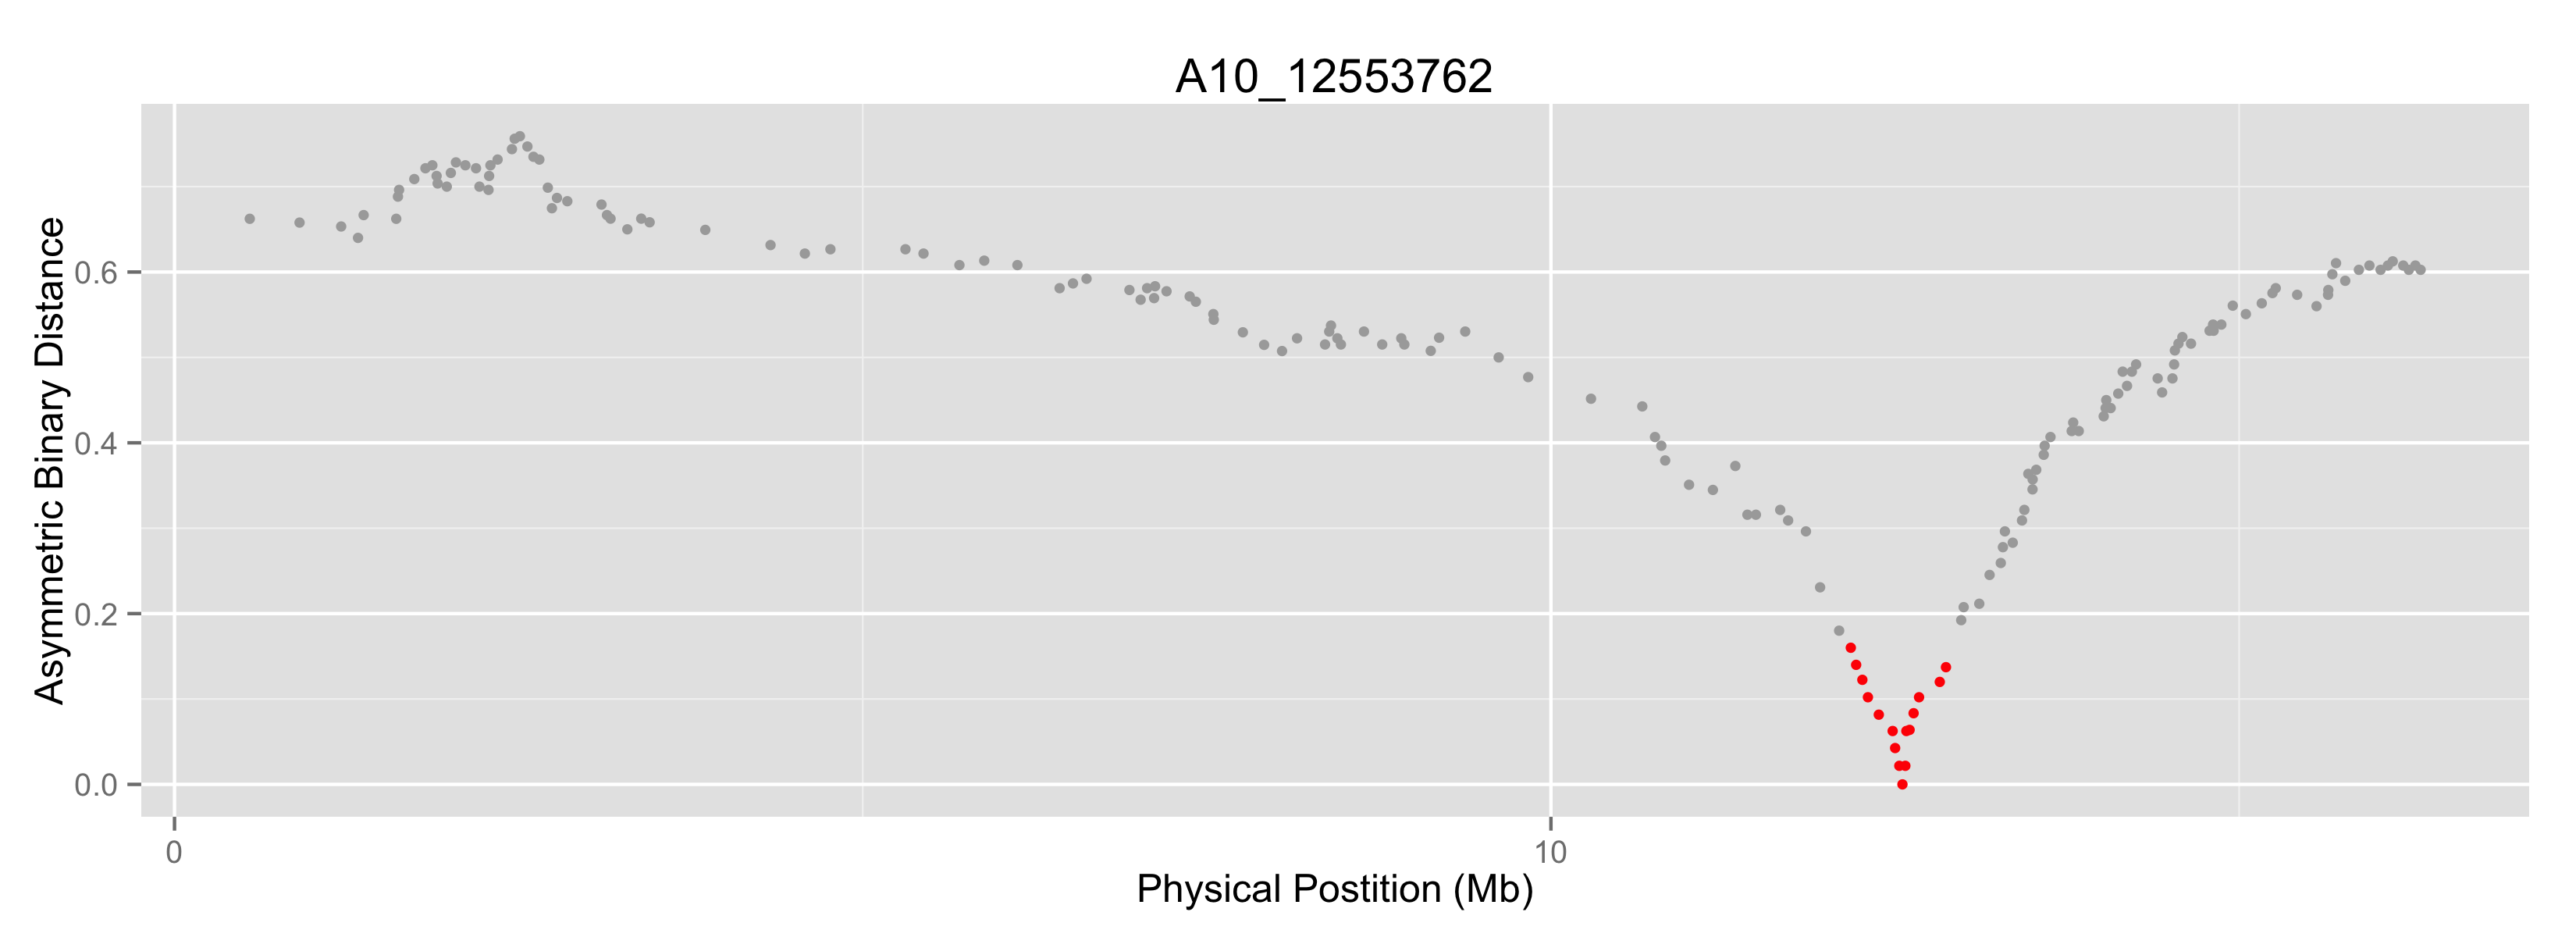 A10_12553762
Asymmetric Binary Distance
0.6
0.4
0.2
0.0
0
10
Physical Postition (Mb)